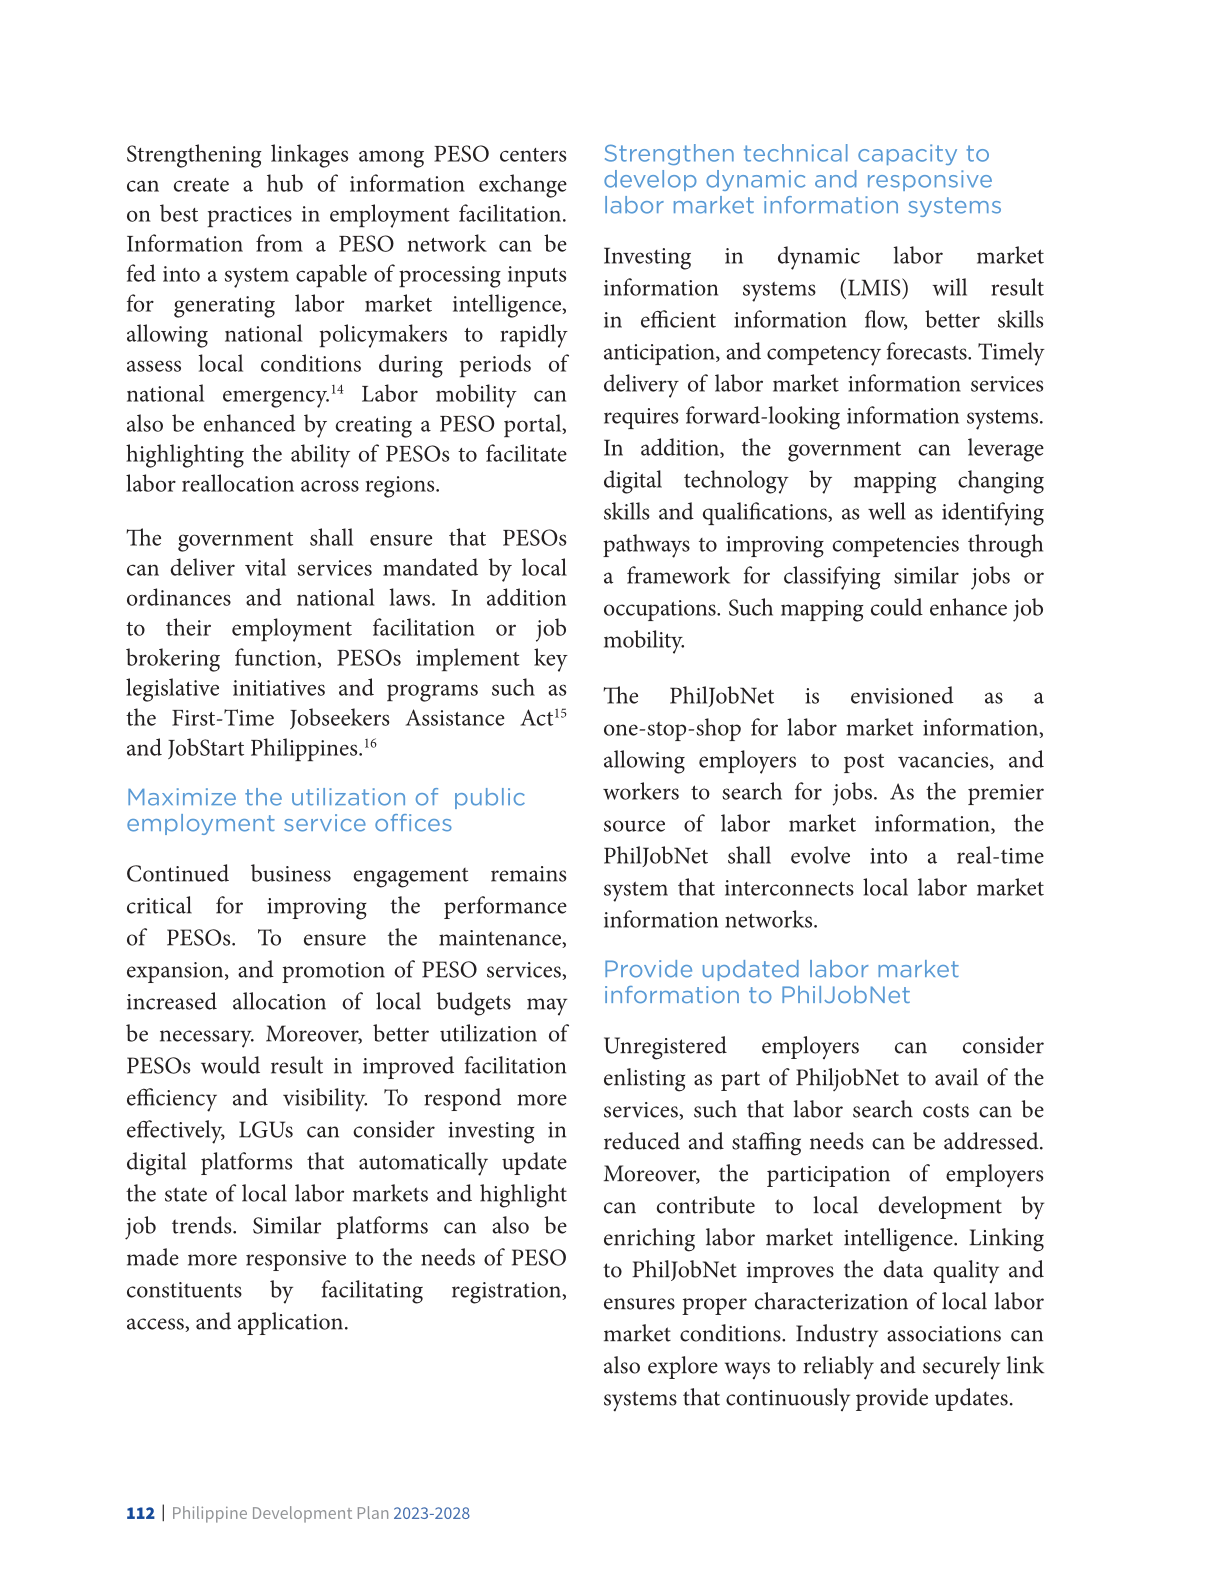 Strengthening linkages among PESO centers
can create a hub of information exchange
on best practices in employment facilitation.
Information from a PESO network can be
fed into a system capable of processing inputs
for generating labor market intelligence,
allowing national policymakers to rapidly
assess local conditions during periods of
national emergency.14 Labor mobility can
also be enhanced by creating a PESO portal,
highlighting the ability of PESOs to facilitate
labor reallocation across regions.
The government shall ensure that PESOs
can deliver vital services mandated by local
ordinances and national laws. In addition
to their employment facilitation or job
brokering function, PESOs implement key
legislative initiatives and programs such as
the First-Time Jobseekers Assistance Act15
and JobStart Philippines.16
Maximize the utilization of public
employment service offices
Continued business engagement remains
critical for improving the performance
of PESOs. To ensure the maintenance,
expansion, and promotion of PESO services,
increased allocation of local budgets may
be necessary. Moreover, better utilization of
PESOs would result in improved facilitation
efficiency and visibility. To respond more
effectively, LGUs can consider investing in
digital platforms that automatically update
the state of local labor markets and highlight
job trends. Similar platforms can also be
made more responsive to the needs of PESO
constituents by facilitating registration,
access, and application.
Strengthen technical capacity to
develop dynamic and responsive
labor market information systems
Investing in dynamic labor market
information systems (LMIS) will result
in efficient information flow, better skills
anticipation, and competency forecasts. Timely
delivery of labor market information services
requires forward-looking information systems.
In addition, the government can leverage
digital technology by mapping changing
skills and qualifications, as well as identifying
pathways to improving competencies through
a framework for classifying similar jobs or
occupations. Such mapping could enhance job
mobility.
The PhilJobNet is envisioned as a
one-stop-shop for labor market information,
allowing employers to post vacancies, and
workers to search for jobs. As the premier
source of labor market information, the
PhilJobNet shall evolve into a real-time
system that interconnects local labor market
information networks.
Provide updated labor market
information to PhilJobNet
Unregistered employers can consider
enlisting as part of PhiljobNet to avail of the
services, such that labor search costs can be
reduced and staffing needs can be addressed.
Moreover, the participation of employers
can contribute to local development by
enriching labor market intelligence. Linking
to PhilJobNet improves the data quality and
ensures proper characterization of local labor
market conditions. Industry associations can
also explore ways to reliably and securely link
systems that continuously provide updates.
112 | Philippine Development Plan 2023-2028